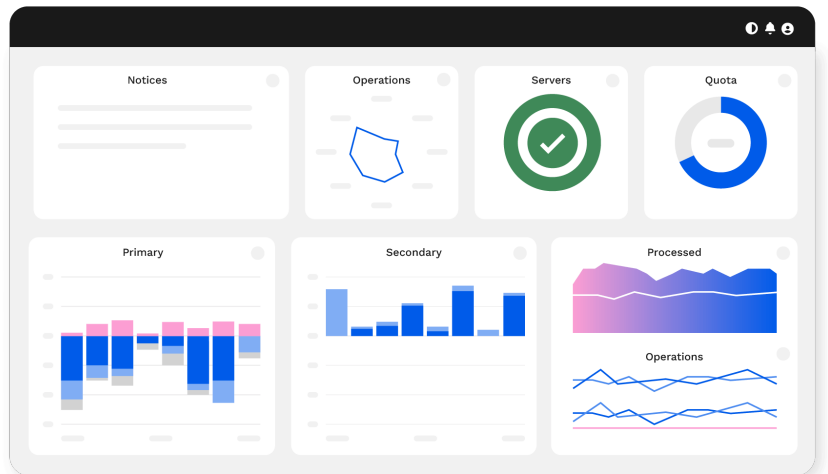 Notices
Operations
Servers
Quota
Primary
Secondary
Processed
Operations